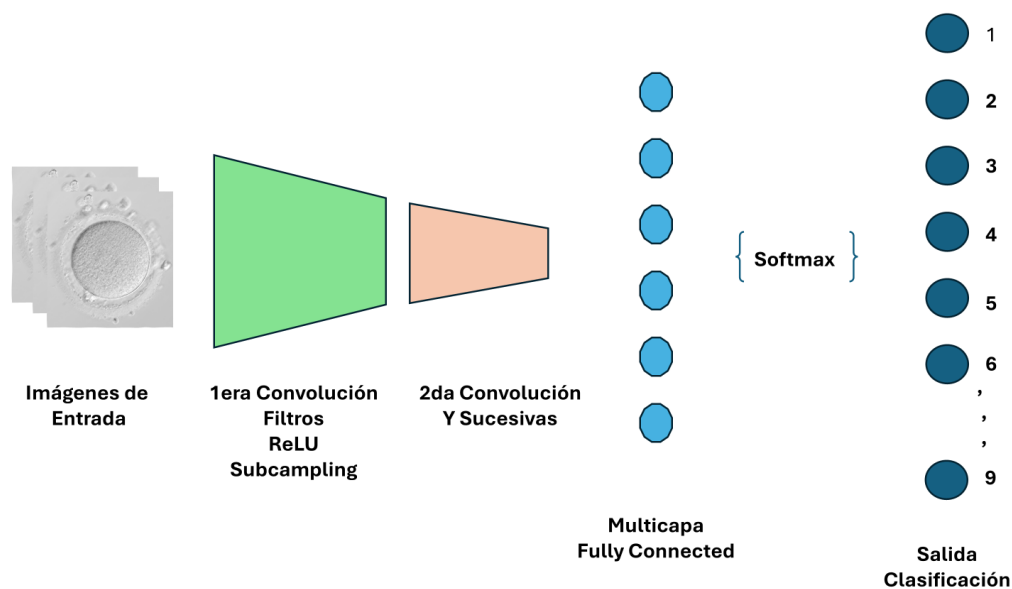 Imágenes de
Entrada
1era Convolución
Filtros
ReLU
Subcampling
2da Convolución
Y Sucesivas
Multicapa
Fully Connected
{ Softmax }
1
2
3
4
5
6
,
,
,
9
Salida
Clasificación